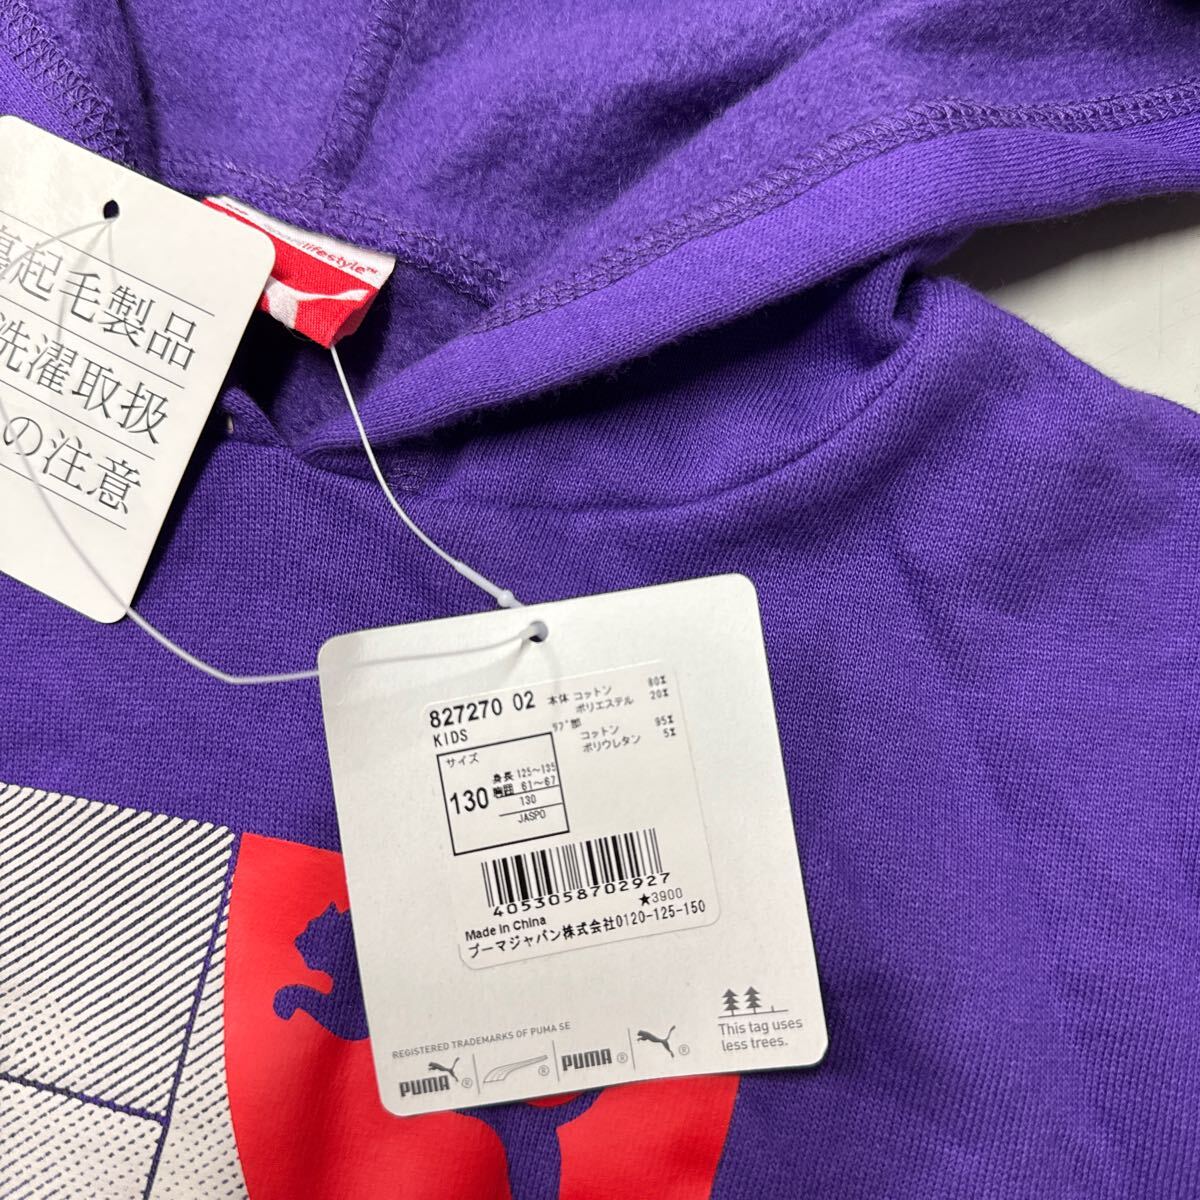 起毛製品
洗濯取扱
の注意
lifestyle™
827270 02
KIDS
本体 コットン 80%
ポリエステル 20%
リブ部
コットン 95%
ポリウレタン 5%
サイズ
130
身長 125～135
胸囲 61～67
130
JASPO
4053058702927
★3900
Made in China
プーマジャパン株式会社0120-125-150
REGISTERED TRADEMARKS OF PUMA SE
PUMA ® ® PUMA ® ®
This tag uses
less trees.